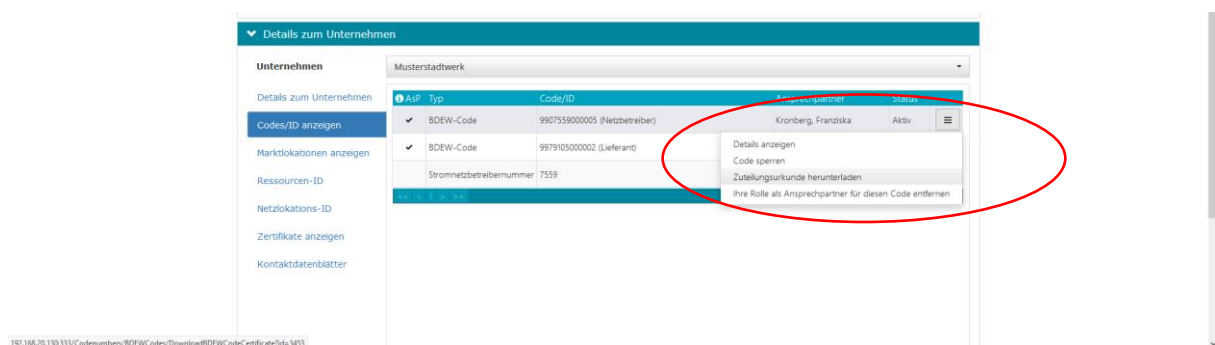 Details zum Unternehmen
Unternehmen Musterstadtwerk
Details zum Unternehmen
Codes/ID anzeigen
Marktlokationen anzeigen
Ressourcen-ID
Netzlokations-ID
Zertifikate anzeigen
Kontaktdatenblätter
AsP Typ Code/ID Ansprechpartner Status
BDEW-Code 9907559000005 (Netzbetreiber) Kronberg, Franziska Aktiv
BDEW-Code 9979105000002 (Lieferant)
Stromnetzbetreibernummer 7559
<< < 1 > >>
Details anzeigen
Code sperren
Zuteilungsurkunde herunterladen
Ihre Rolle als Ansprechpartner für diesen Code entfernen
192.168.20.130:333/Codenumbers/BDEWCodes/DownloadBDEWCodeCertificate?id=3453